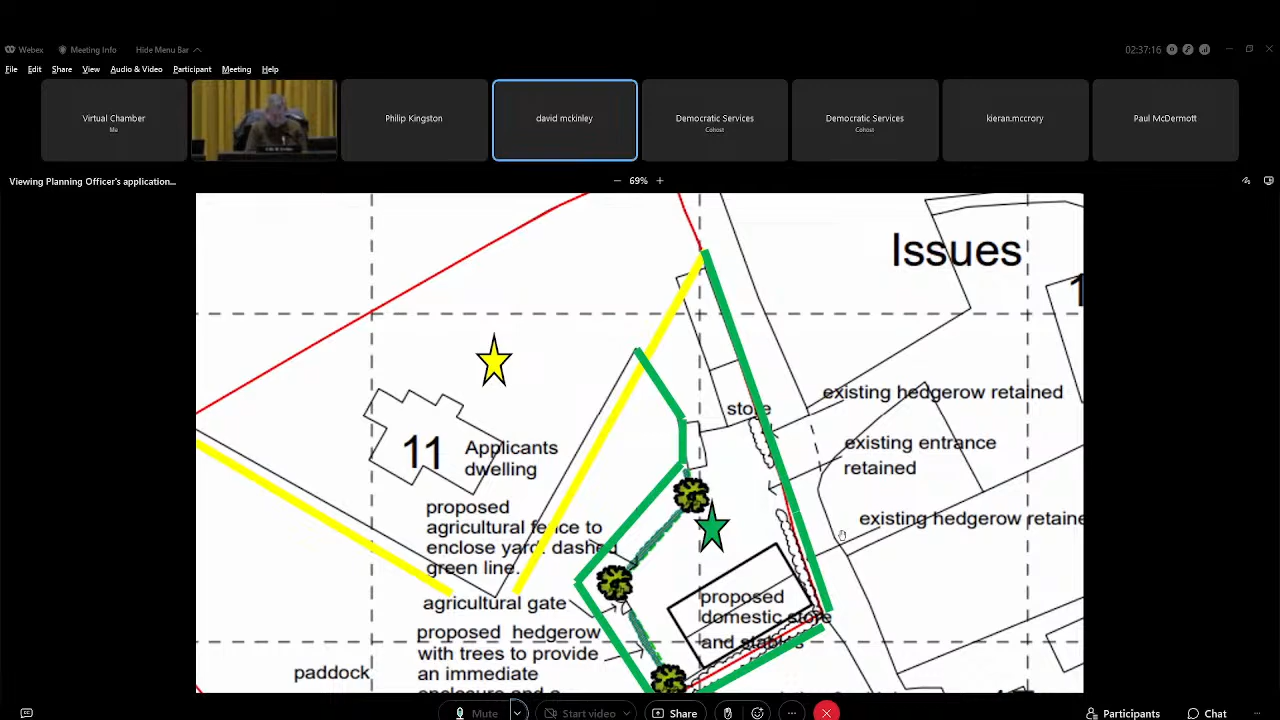 Webex Meeting Info Hide Menu Bar 02:37:16
File Edit Share View Audio & Video Participant Meeting Help
Virtual Chamber
Me
Philip Kingston
david mckinley
Democratic Services
Cohost
Democratic Services
Cohost
kieran.mccrory
Paul McDermott
Viewing Planning Officer's application...
69%
Issues
1
store
existing hedgerow retained
existing entrance
retained
existing hedgerow retaine
11
Applicants
dwelling
proposed
agricultural fence to
enclose yard. dashed
green line.
agricultural gate
proposed hedgerow
with trees to provide
an immediate
paddock
proposed
domestic store
and stables
Mute Start video Share Participants Chat